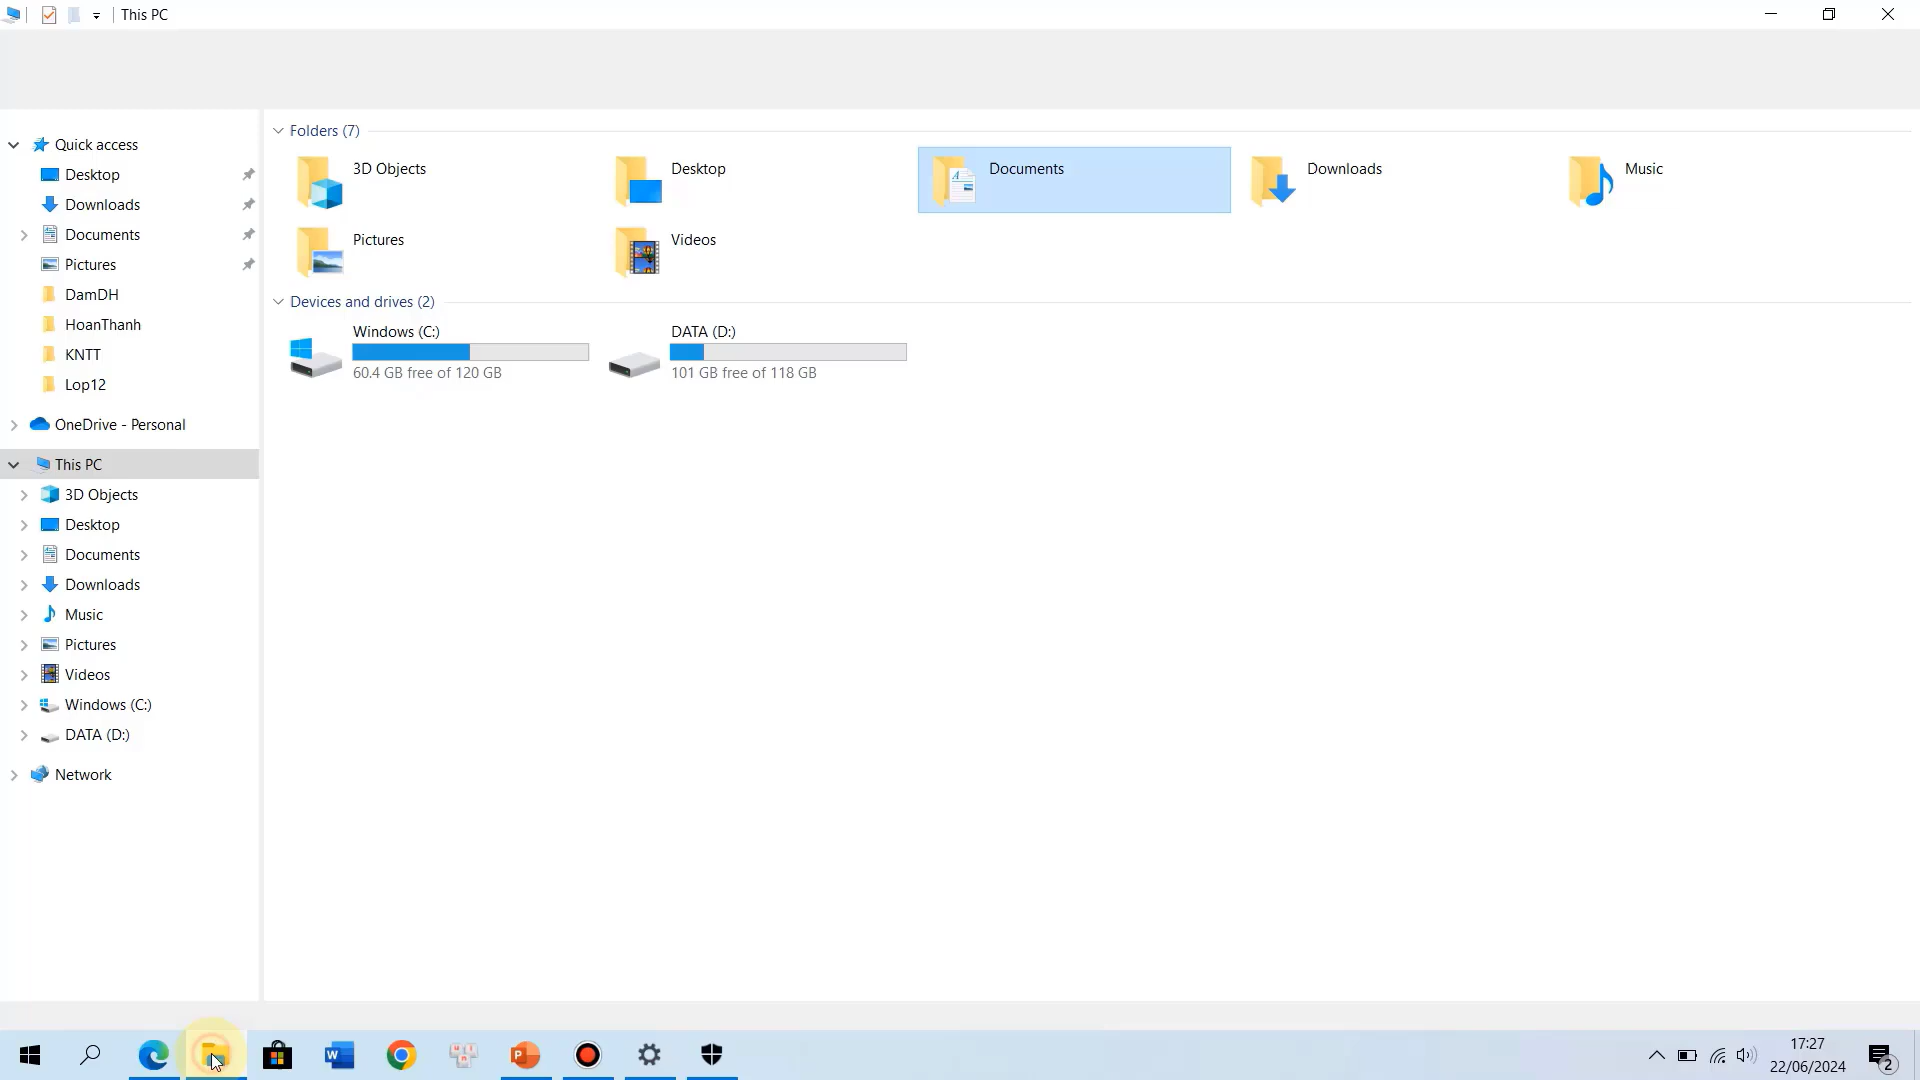 This PC
Quick access
Desktop
Downloads
Documents
Pictures
DamDH
HoanThanh
KNTT
Lop12
OneDrive - Personal
This PC
3D Objects
Desktop
Documents
Downloads
Music
Pictures
Videos
Windows (C:)
DATA (D:)
Network
Folders (7)
3D Objects
Desktop
Documents
Downloads
Music
Pictures
Videos
Devices and drives (2)
Windows (C:)
60.4 GB free of 120 GB
DATA (D:)
101 GB free of 118 GB
17:27
22/06/2024
2